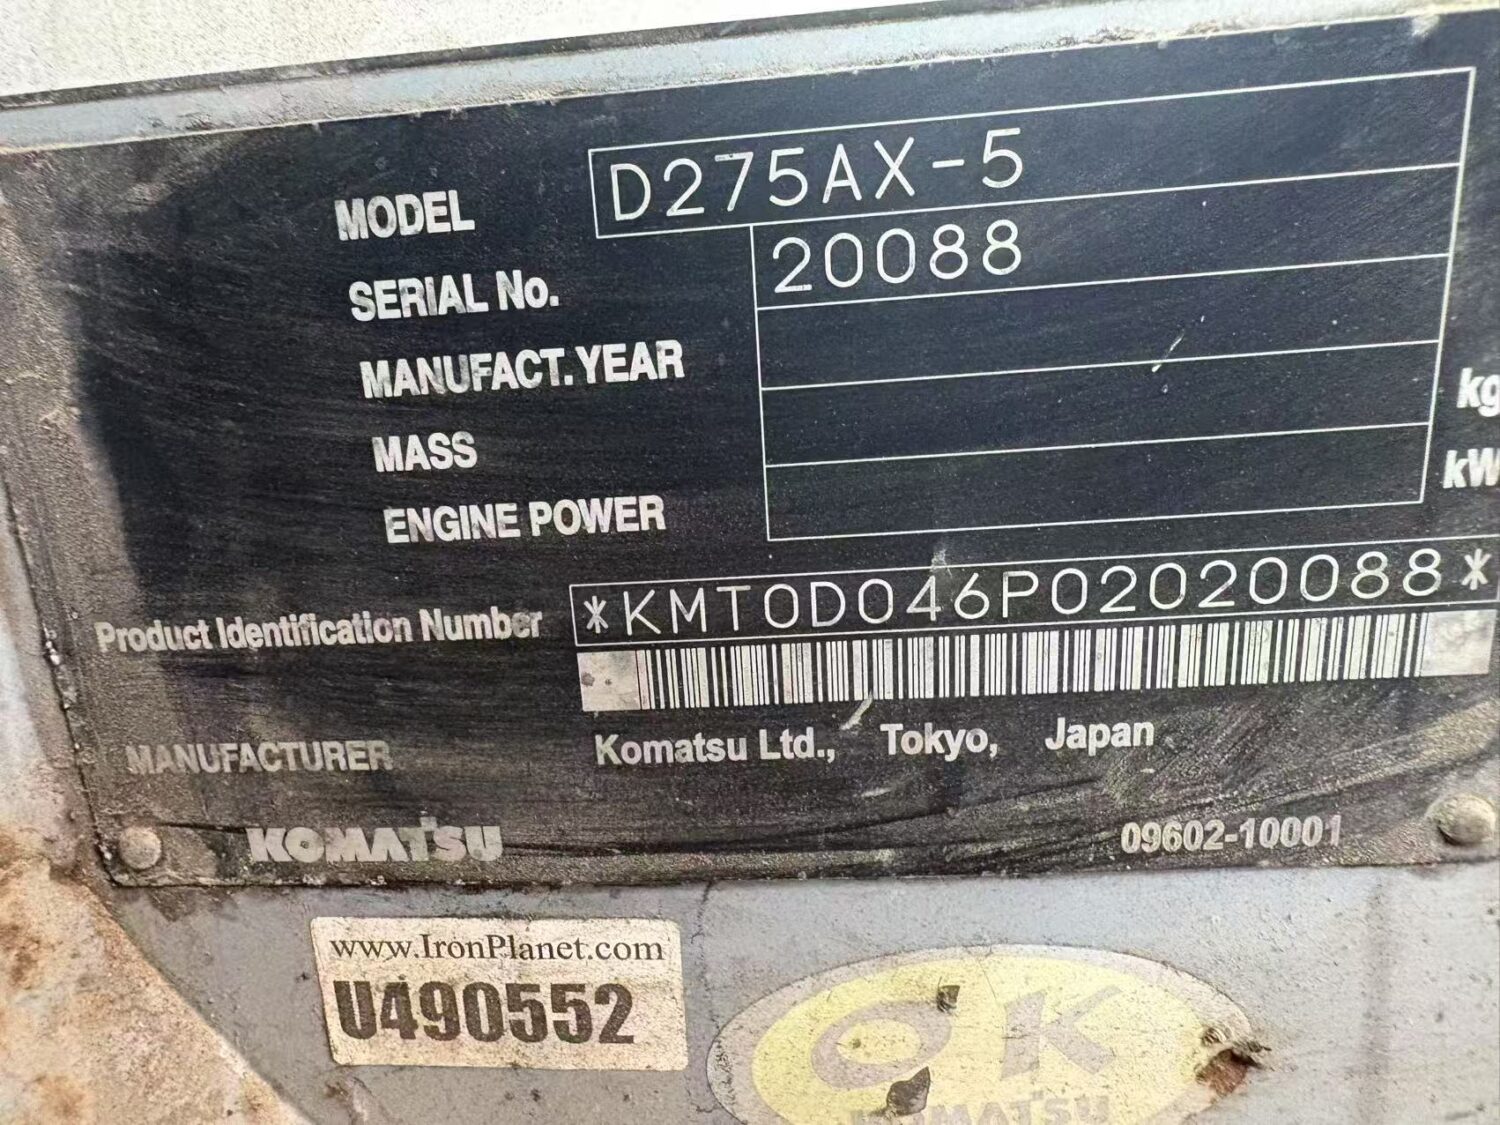 MODEL D275AX-5
SERIAL No. 20088
MANUFACT. YEAR
MASS kg
ENGINE POWER kW
Product Identification Number *KMT0D046P02020088*
MANUFACTURER Komatsu Ltd., Tokyo, Japan
KOMATSU 09602-10001
www.IronPlanet.com
U490552
OK
KOMATSU